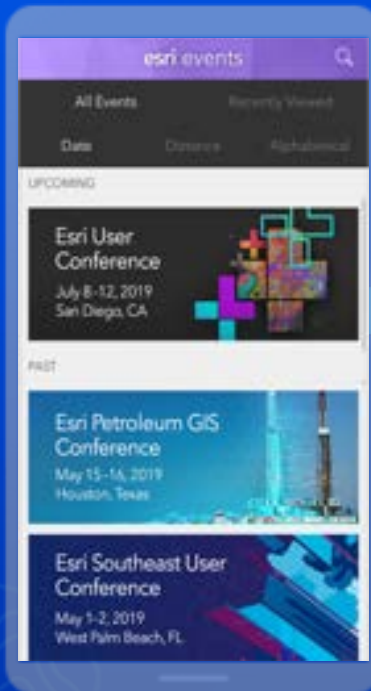 esri events
All Events
Recently Viewed
Date
Distance
Alphabetical
UPCOMING
Esri User
Conference
July 8-12, 2019
San Diego, CA
PAST
Esri Petroleum GIS
Conference
May 15-16, 2019
Houston, Texas
Esri Southeast User
Conference
May 1-2, 2019
West Palm Beach, FL